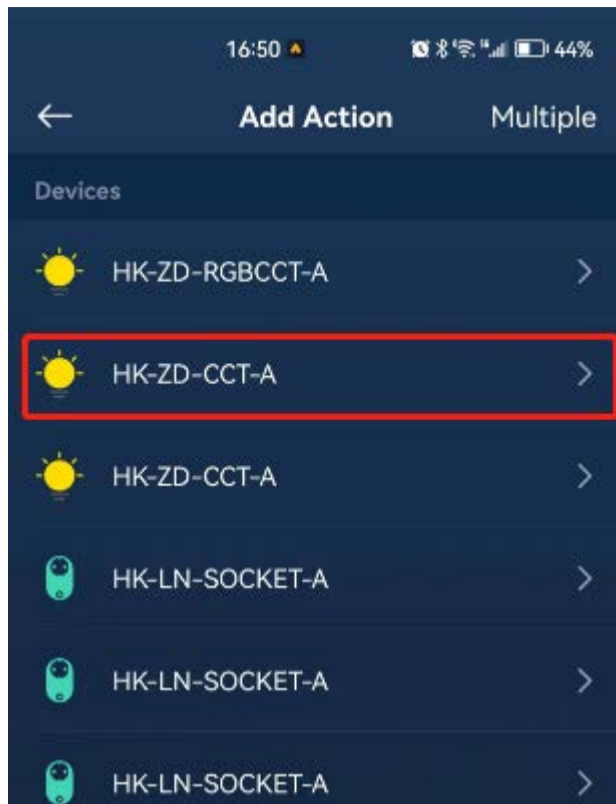 16:50 44%
Add Action Multiple
Devices
HK-ZD-RGBCCT-A
HK-ZD-CCT-A
HK-ZD-CCT-A
HK-LN-SOCKET-A
HK-LN-SOCKET-A
HK-LN-SOCKET-A